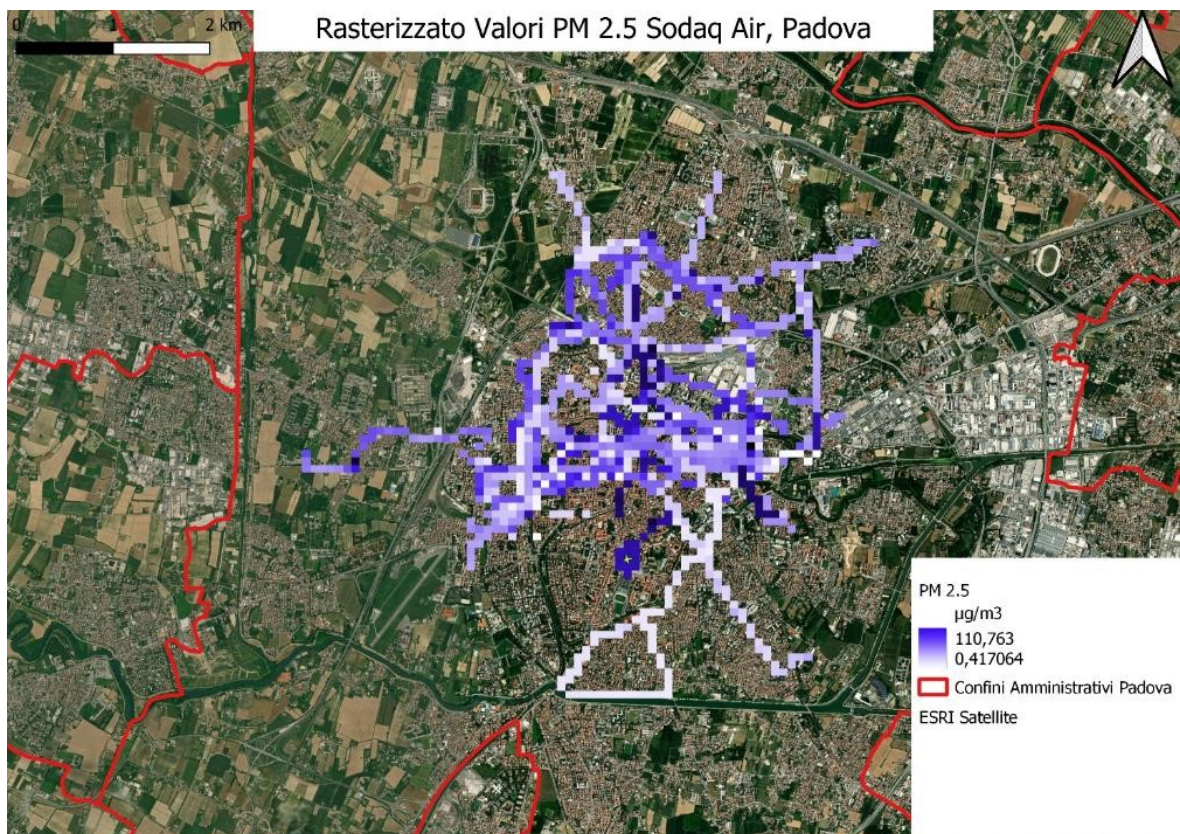 Rasterizzato Valori PM 2.5 Sodaq Air, Padova
0 1 2 km
PM 2.5
µg/m3
110,763
0,417064
Confini Amministrativi Padova
ESRI Satellite